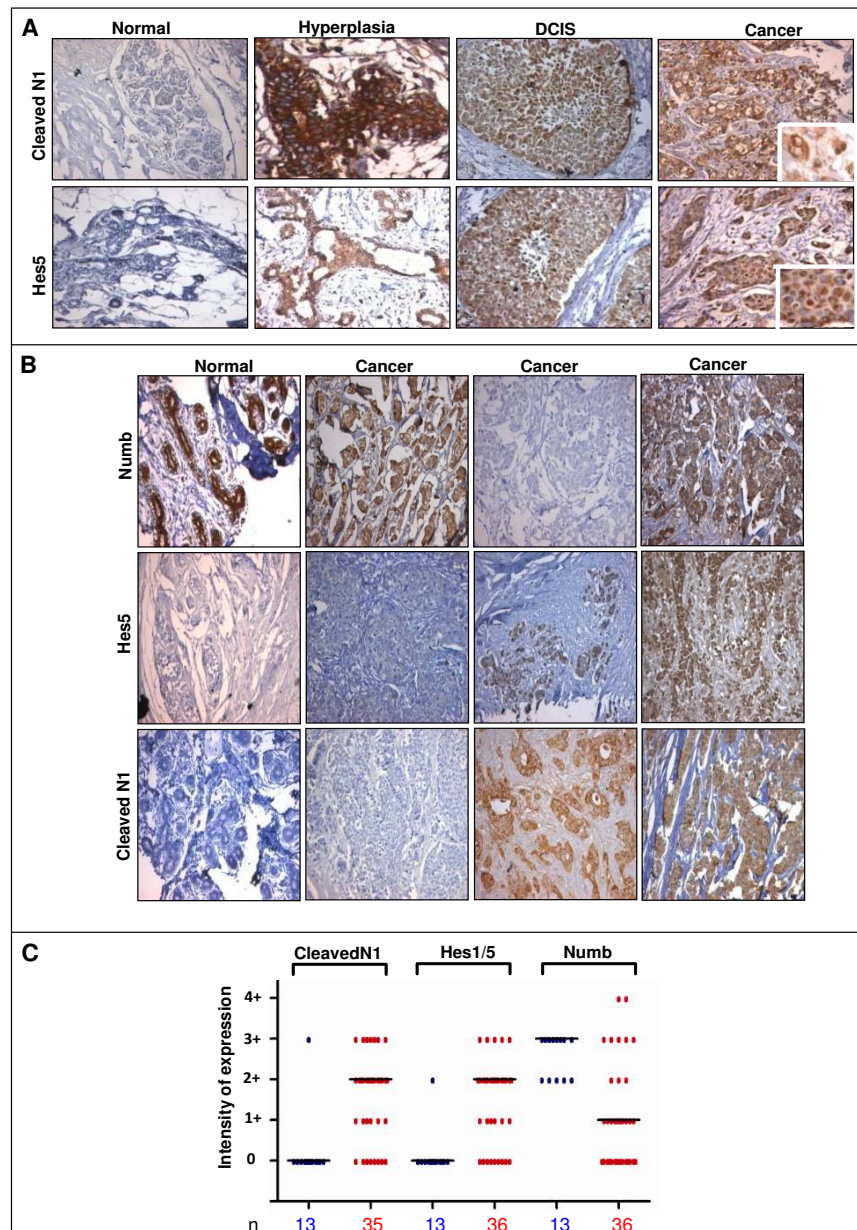 A
Normal Hyperplasia DCIS Cancer
Cleaved N1
Hes5
B
Normal Cancer Cancer Cancer
Numb
Hes5
Cleaved N1
C
CleavedN1 Hes1/5 Numb
Intensity of expression
4+
3+
2+
1+
0
n 13 35 13 36 13 36